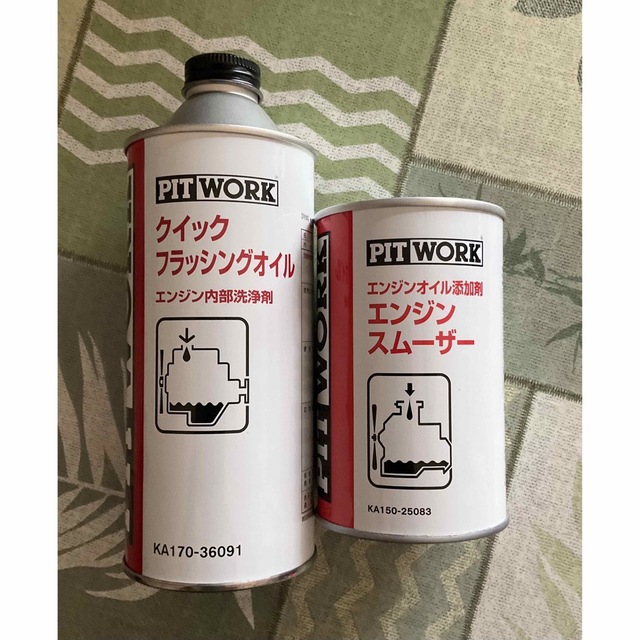 PIT WORK
クイック
フラッシングオイル
エンジン内部洗浄剤
KA170-36091
PIT WORK
PIT WORK
エンジンオイル添加剤
エンジン
スムーザー
KA150-25083